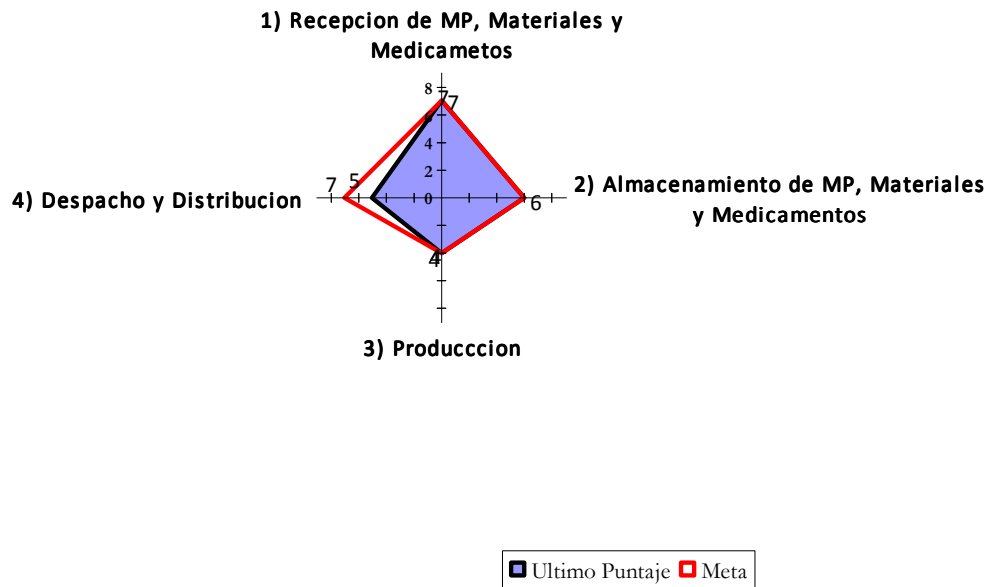 1) Recepcion de MP, Materiales y
Medicametos
8
7
7
6
4
2
0
7
5
4) Despacho y Distribucion
6
2) Almacenamiento de MP, Materiales
y Medicamentos
4
4
3) Producccion
Ultimo Puntaje
Meta